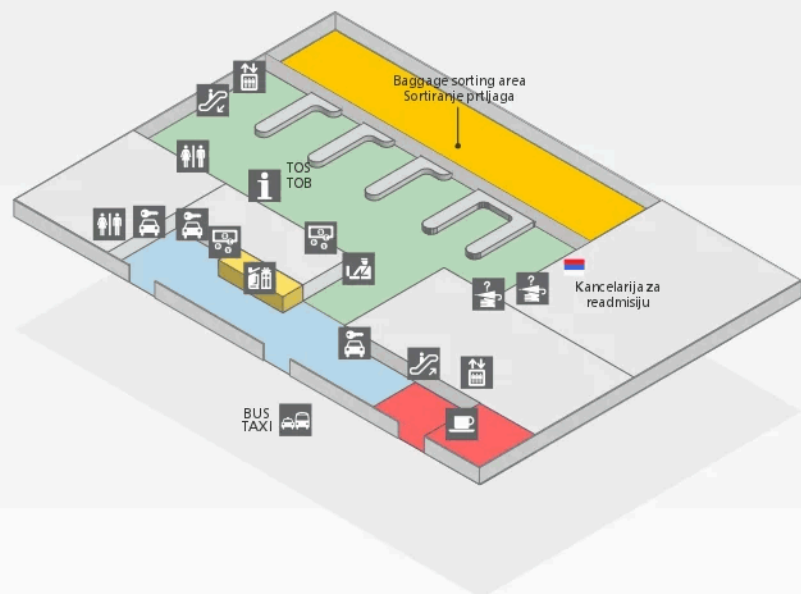 Baggage sorting area
Sortiranje prtljaga
TOS
TOB
Kancelarija za
readmisiju
BUS
TAXI